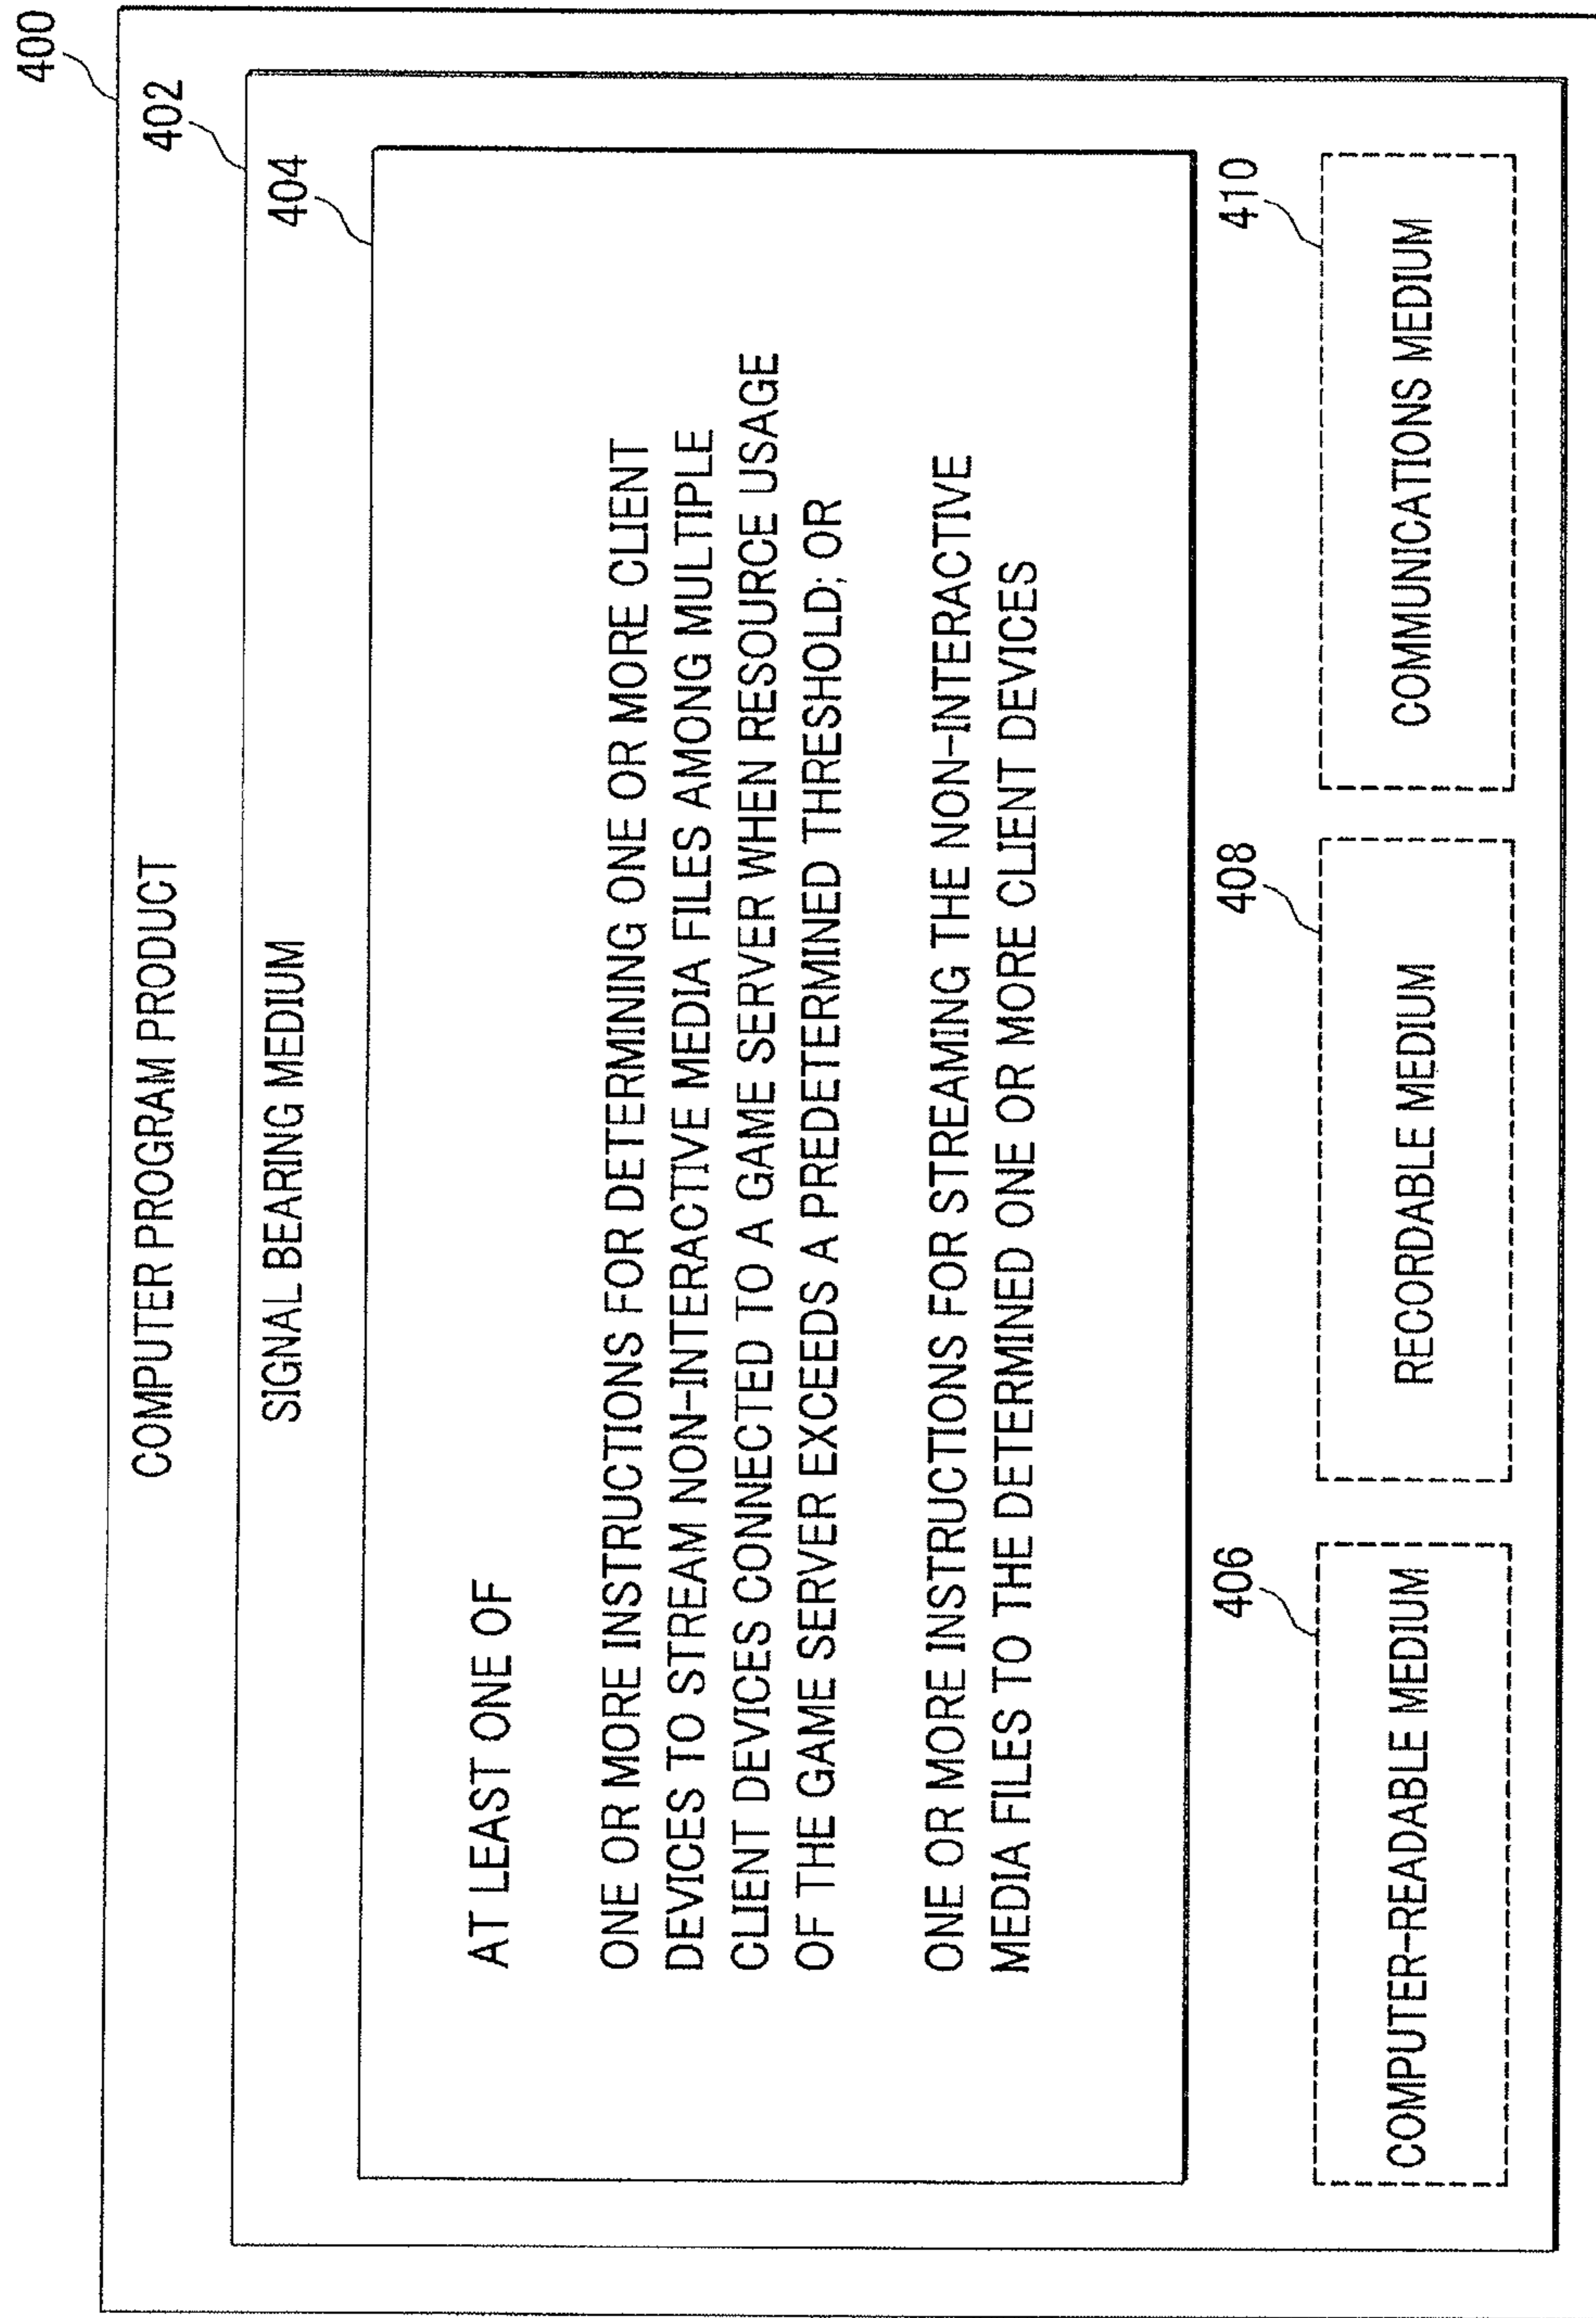 400
COMPUTER PROGRAM PRODUCT
402
SIGNAL BEARING MEDIUM
404
AT LEAST ONE OF
ONE OR MORE INSTRUCTIONS FOR DETERMINING ONE OR MORE CLIENT
DEVICES TO STREAM NON-INTERACTIVE MEDIA FILES AMONG MULTIPLE
CLIENT DEVICES CONNECTED TO A GAME SERVER WHEN RESOURCE USAGE
OF THE GAME SERVER EXCEEDS A PREDETERMINED THRESHOLD; OR
ONE OR MORE INSTRUCTIONS FOR STREAMING THE NON-INTERACTIVE
MEDIA FILES TO THE DETERMINED ONE OR MORE CLIENT DEVICES
406
COMPUTER-READABLE MEDIUM
408
RECORDABLE MEDIUM
410
COMMUNICATIONS MEDIUM